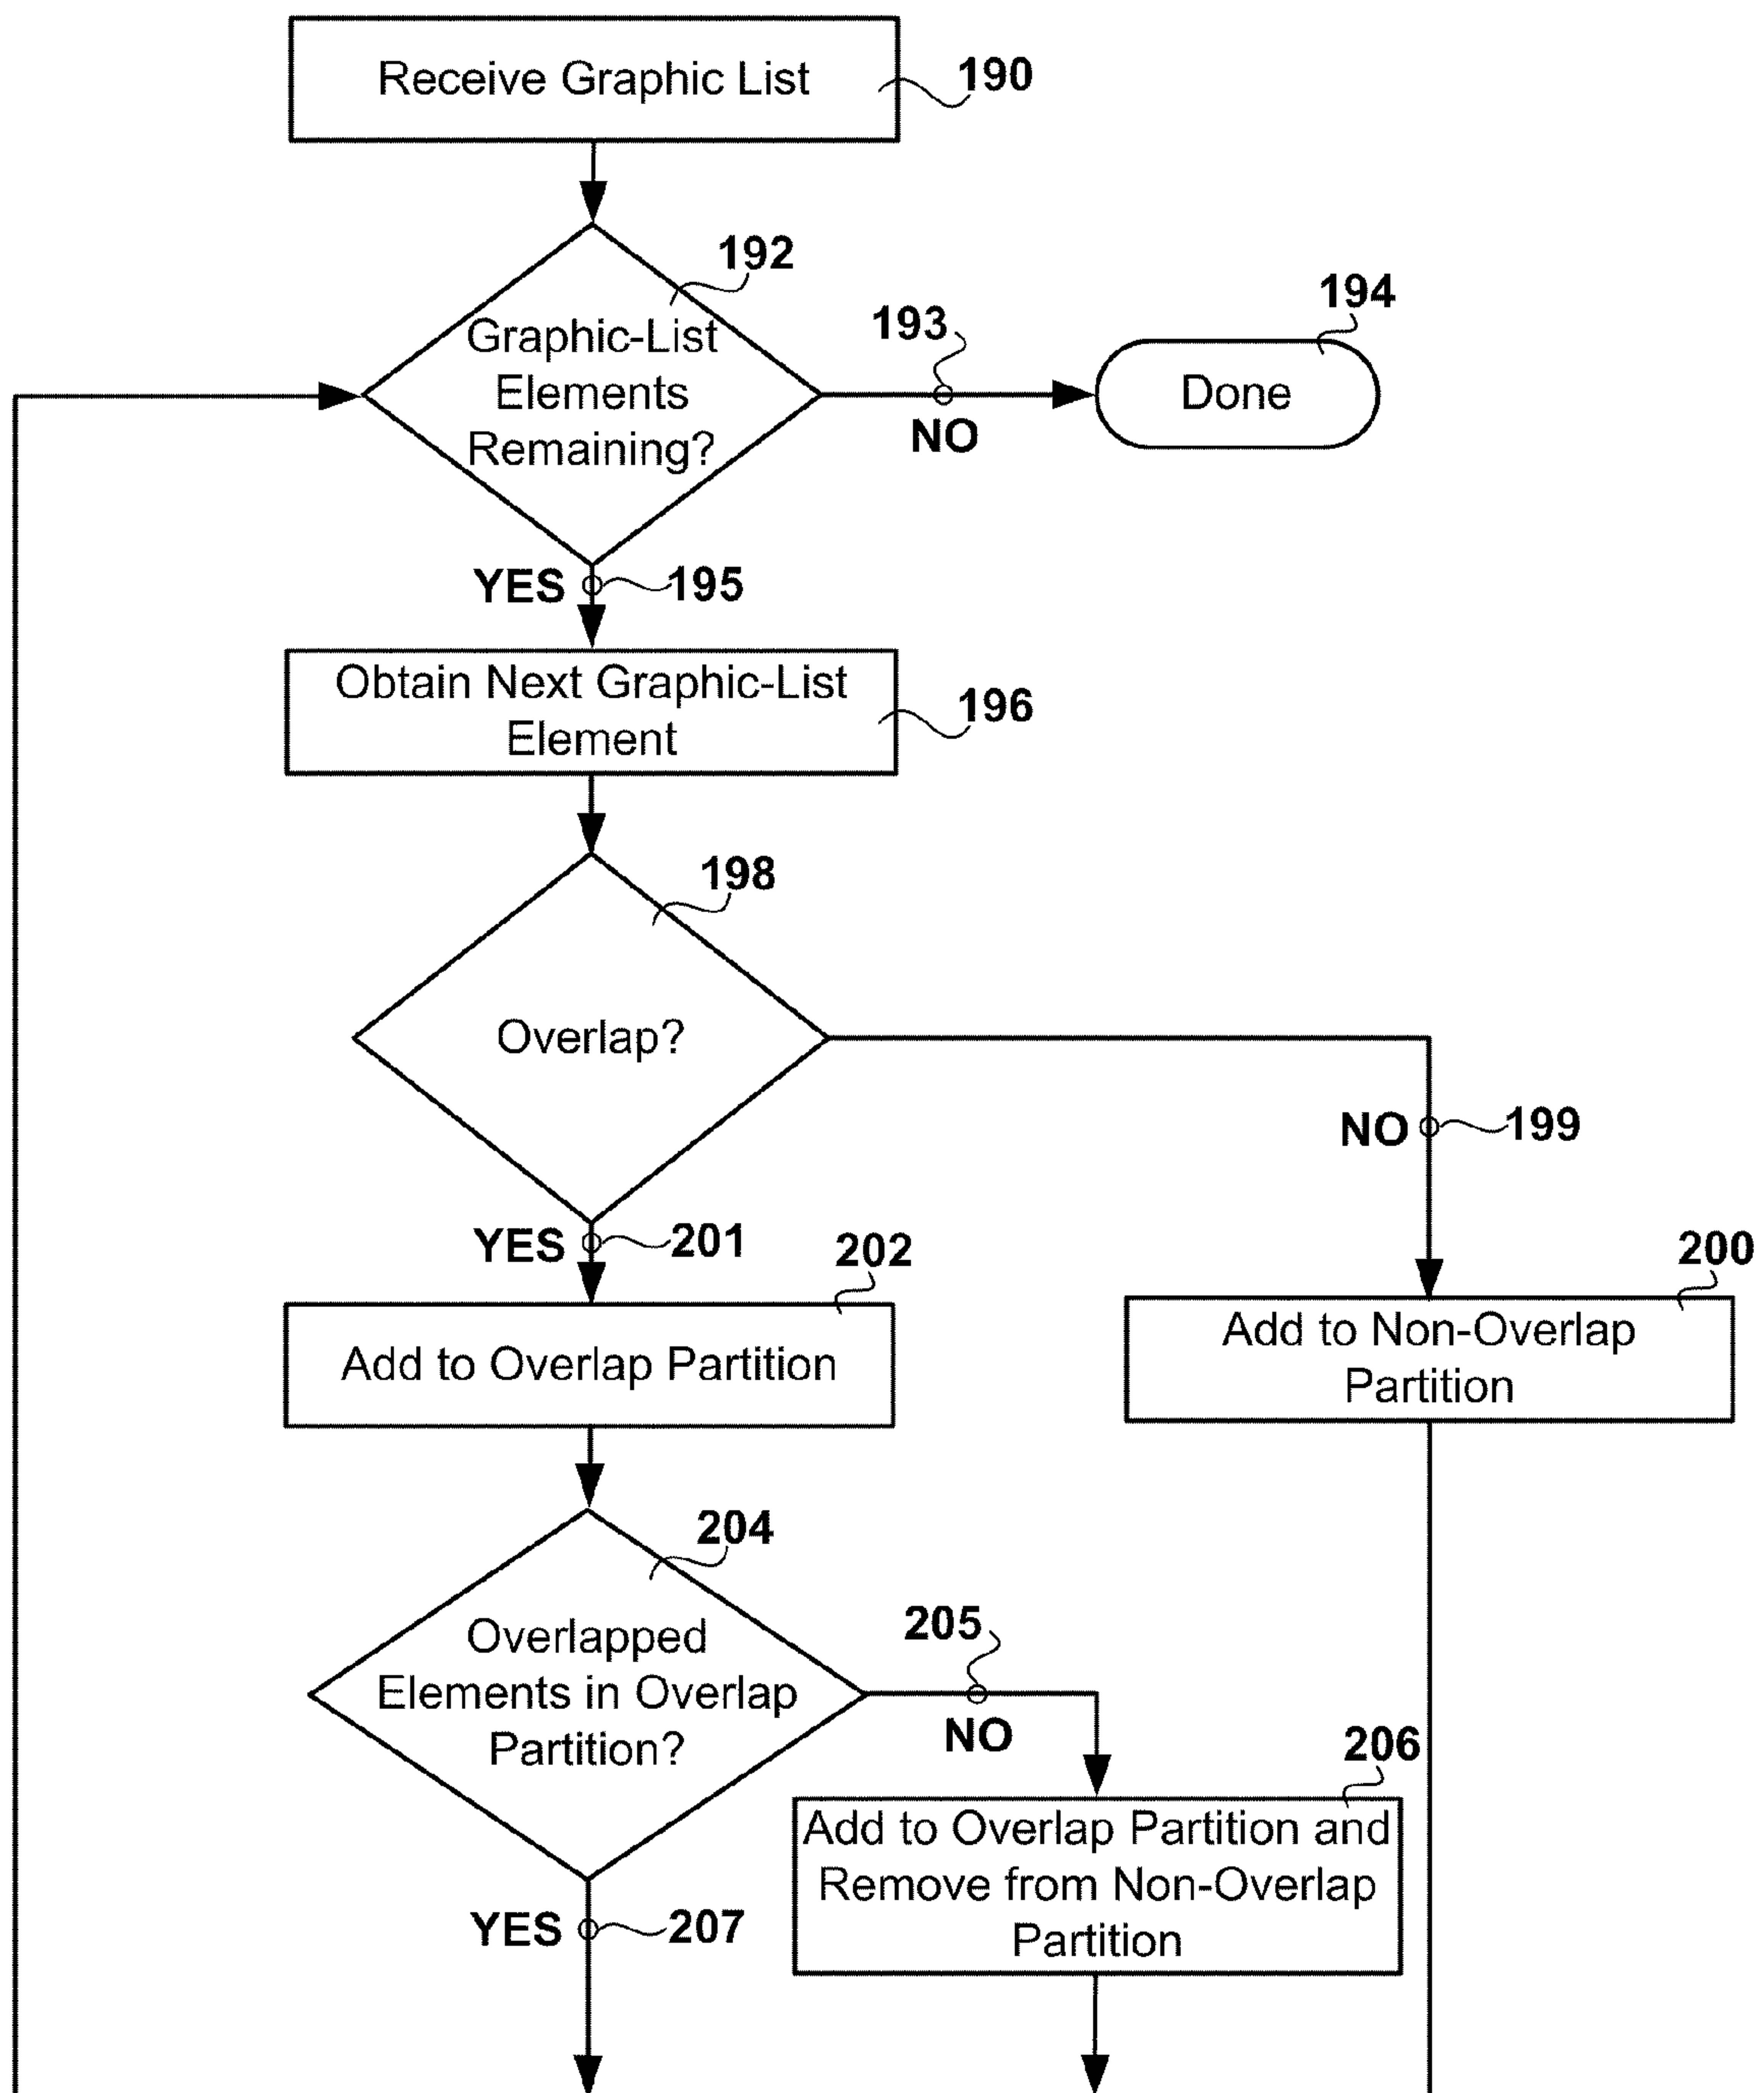 Receive Graphic List
190
192
Graphic-List
Elements
Remaining?
193
NO
194
Done
YES
195
Obtain Next Graphic-List
Element
196
198
Overlap?
NO
199
YES
201
202
Add to Overlap Partition
200
Add to Non-Overlap
Partition
204
Overlapped
Elements in Overlap
Partition?
205
NO
206
Add to Overlap Partition and
Remove from Non-Overlap
Partition
YES
207